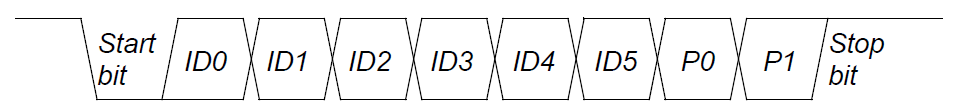 Start bit
ID0
ID1
ID2
ID3
ID4
ID5
P0
P1
Stop bit